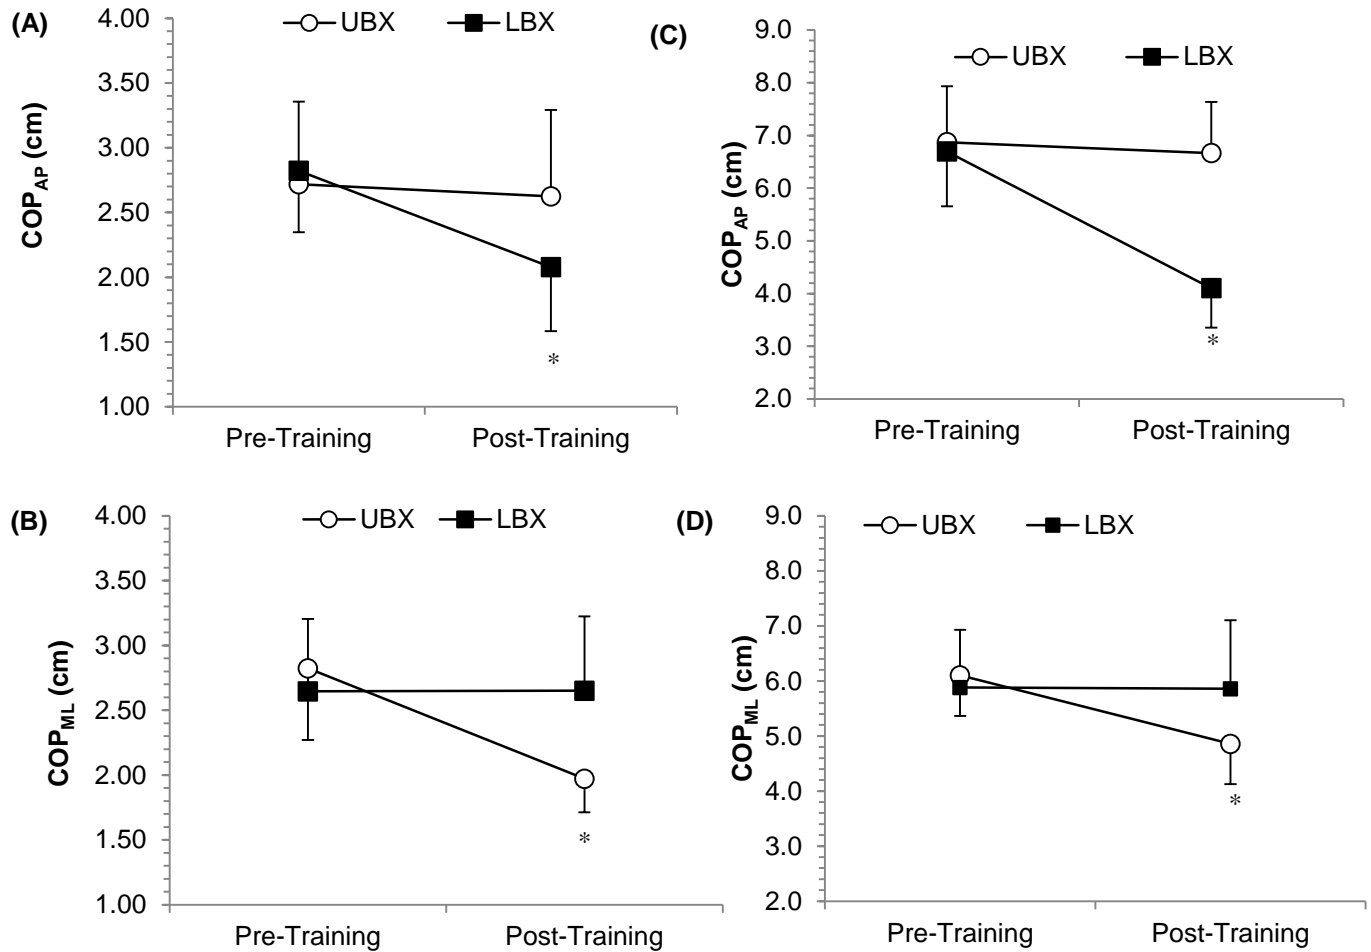 (A)
UBX LBX
COP_AP (cm)
4.00
3.50
3.00
2.50
2.00
1.50
1.00
*
Pre-Training Post-Training
(C)
UBX LBX
COP_AP (cm)
9.0
8.0
7.0
6.0
5.0
4.0
3.0
2.0
*
Pre-Training Post-Training
(B)
UBX LBX
COP_ML (cm)
4.00
3.50
3.00
2.50
2.00
1.50
1.00
*
Pre-Training Post-Training
(D)
UBX LBX
COP_ML (cm)
9.0
8.0
7.0
6.0
5.0
4.0
3.0
2.0
*
Pre-Training Post-Training